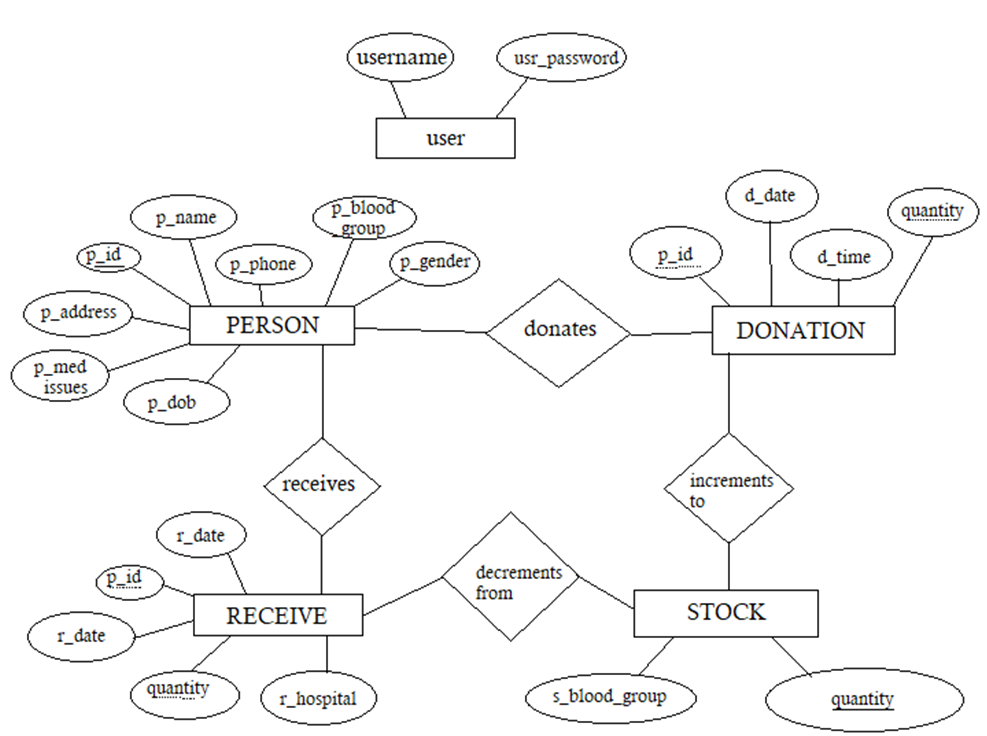 username
usr_password
user
p_name
p_blood
_group
p_id
p_phone
p_gender
p_address
PERSON
p_med
issues
p_dob
donates
d_date
quantity
p_id
d_time
DONATION
receives
increments
to
r_date
p_id
RECEIVE
r_date
quantity
r_hospital
decrements
from
STOCK
s_blood_group
quantity